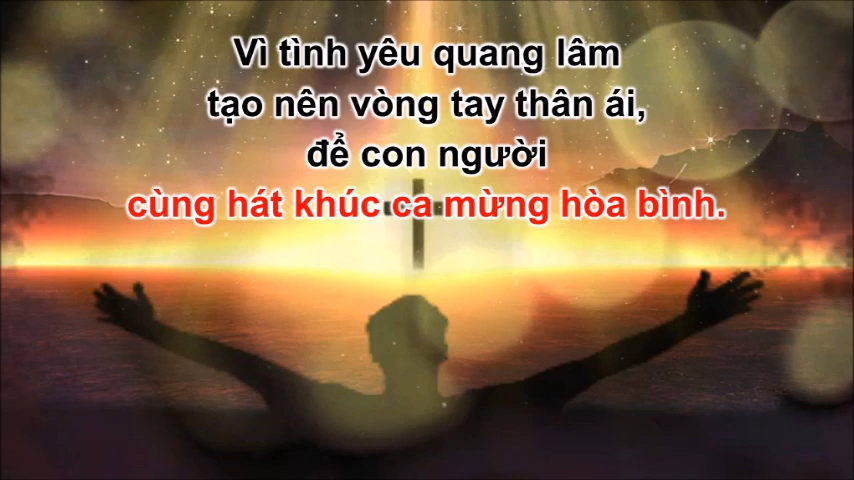 Vì tình yêu quang lâm
tạo nên vòng tay thân ái,
để con người
cùng hát khúc ca mừng hòa bình.